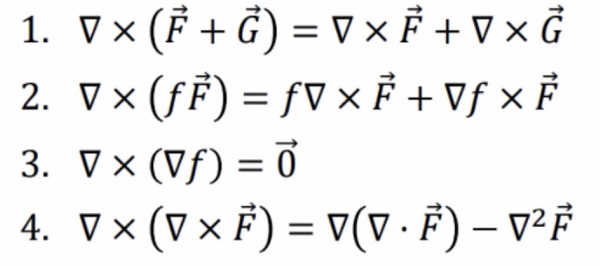 1. ∇ × (F⃗ + G⃗) = ∇ × F⃗ + ∇ × G⃗
2. ∇ × (fF⃗) = f∇ × F⃗ + ∇f × F⃗
3. ∇ × (∇f) = 0⃗
4. ∇ × (∇ × F⃗) = ∇(∇ · F⃗) − ∇²F⃗